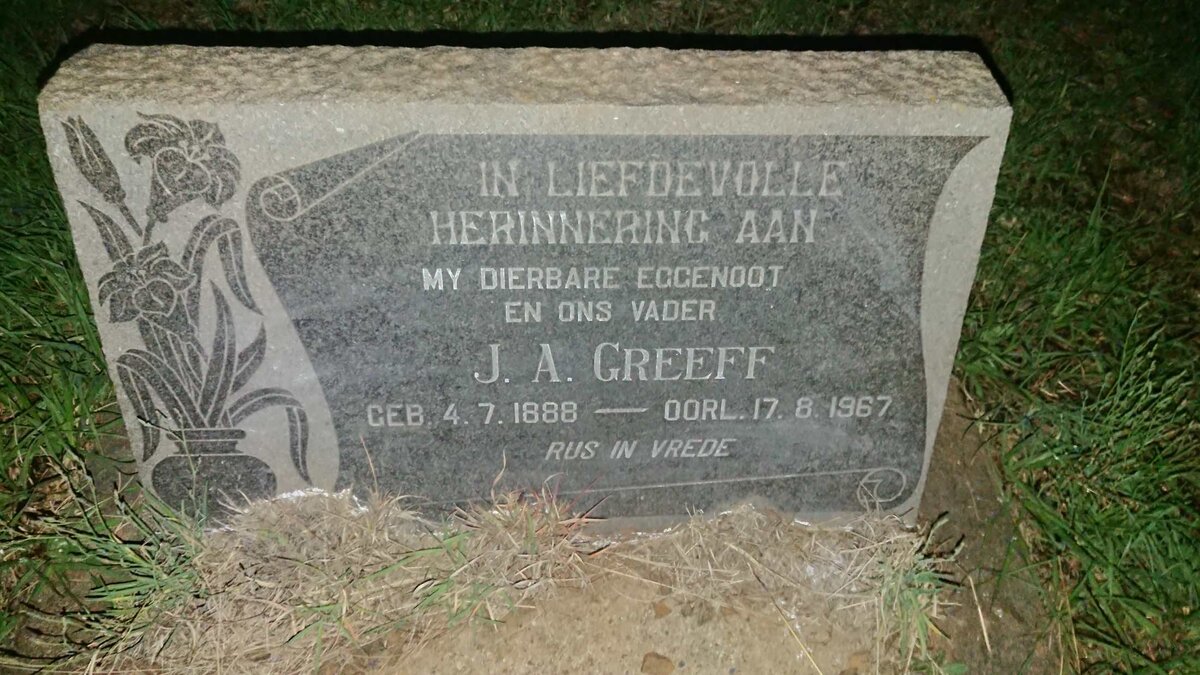 IN LIEFDEVOLLE
HERINNERING AAN
MY DIERBARE EGGENOOT
EN ONS VADER
J. A. GREEFF
GEB. 4. 7. 1888 — OORL. 17. 8. 1967
RUS IN VREDE